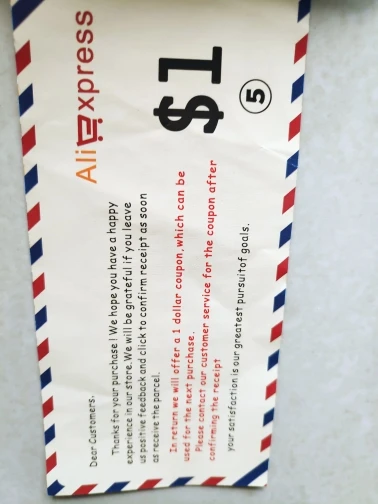 AliExpress
$1
5
Dear Customers,
Thanks for your purchase! We hope you have a happy
experience in our store. We will be grateful if you leave
us positive feedback and click to confirm receipt as soon
as receive the parcel.
In return we will offer a 1 dollar coupon, which can be
used for the next purchase.
Please contact our customer service for the coupon after
confirming the receipt
your satisfaction is our greatest pursuit of goals.